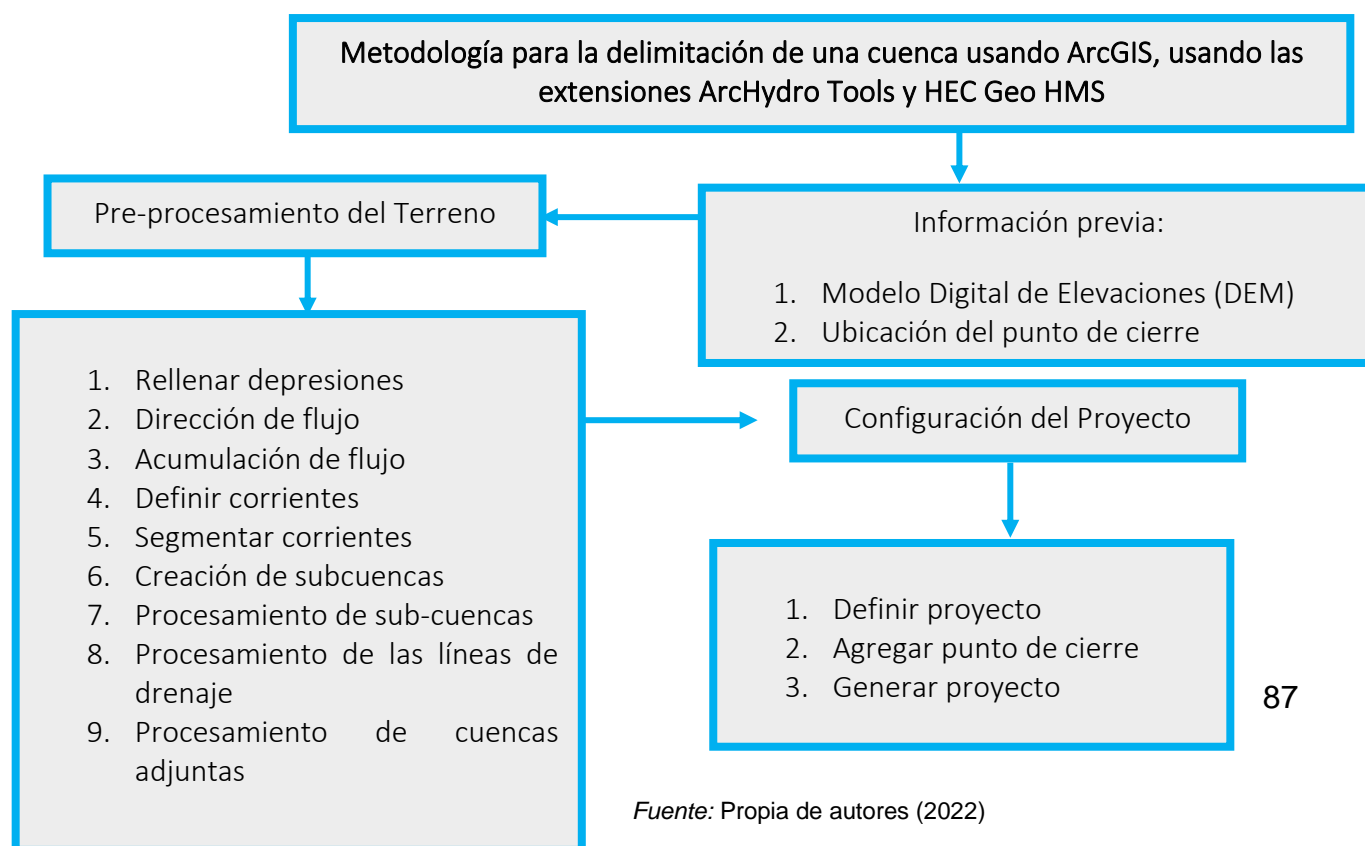 Metodología para la delimitación de una cuenca usando ArcGIS, usando las
extensiones ArcHydro Tools y HEC Geo HMS
Información previa:
1. Modelo Digital de Elevaciones (DEM)
2. Ubicación del punto de cierre
Pre-procesamiento del Terreno
1. Rellenar depresiones
2. Dirección de flujo
3. Acumulación de flujo
4. Definir corrientes
5. Segmentar corrientes
6. Creación de subcuencas
7. Procesamiento de sub-cuencas
8. Procesamiento de las líneas de
drenaje
9. Procesamiento de cuencas
adjuntas
Configuración del Proyecto
1. Definir proyecto
2. Agregar punto de cierre
3. Generar proyecto
87
Fuente: Propia de autores (2022)